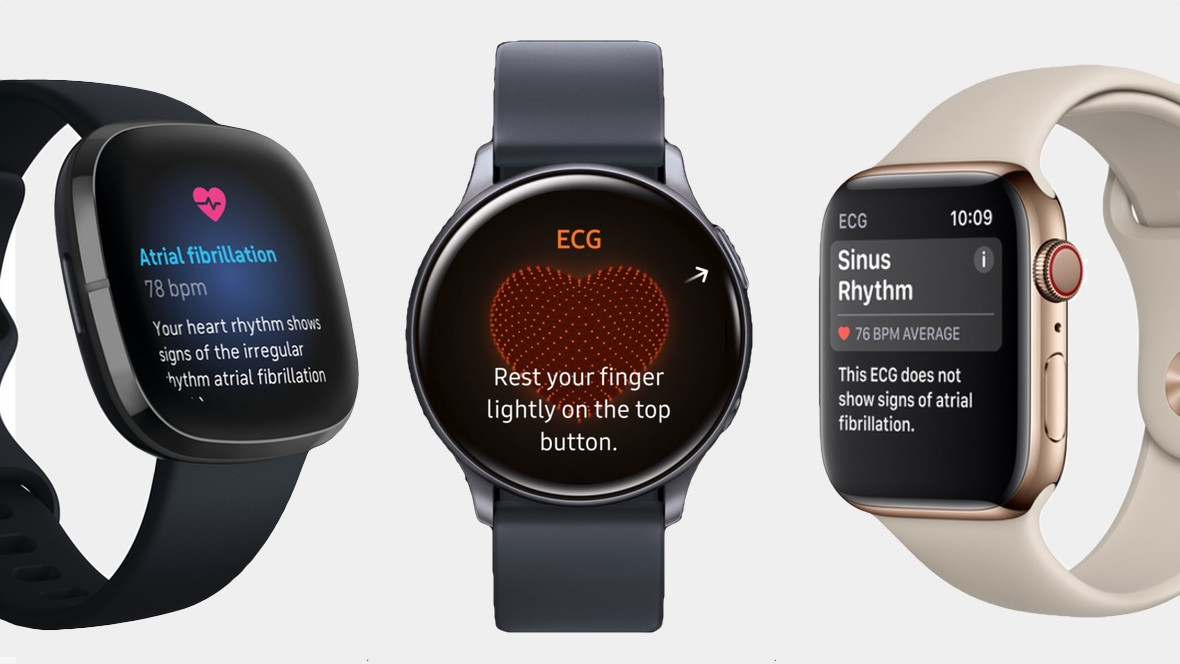 Atrial fibrillation
78 bpm
Your heart rhythm shows
signs of the irregular
rhythm atrial fibrillation
ECG
Rest your finger
lightly on the top
button.
ECG 10:09
Sinus
Rhythm
i
76 BPM AVERAGE
This ECG does not
show signs of atrial
fibrillation.